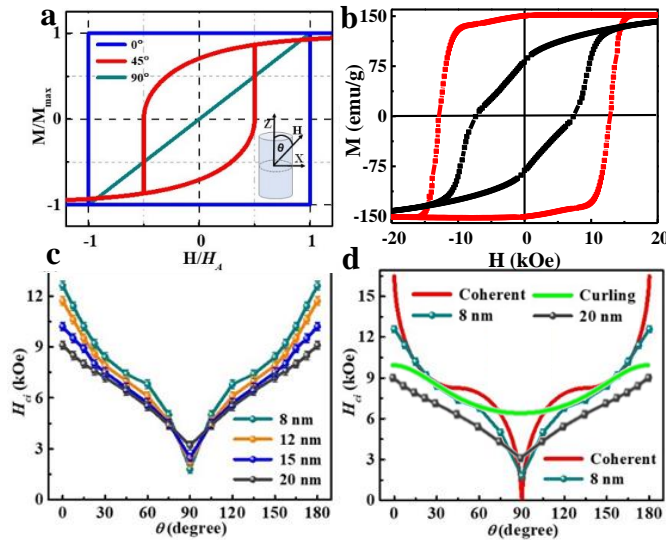 a
M/M_max
1
0
-1
0°
45°
90°
Z
H
θ
X
-1
0
1
H/H_A
b
M (emu/g)
150
75
0
-75
-150
-20
-10
0
10
20
H (kOe)
c
H_ci (kOe)
12
9
6
3
0
8 nm
12 nm
15 nm
20 nm
0
30
60
90
120
150
180
θ (degree)
d
H_ci (kOe)
15
12
9
6
3
0
Coherent
Curling
8 nm
20 nm
Coherent
8 nm
0
30
60
90
120
150
180
θ (degree)